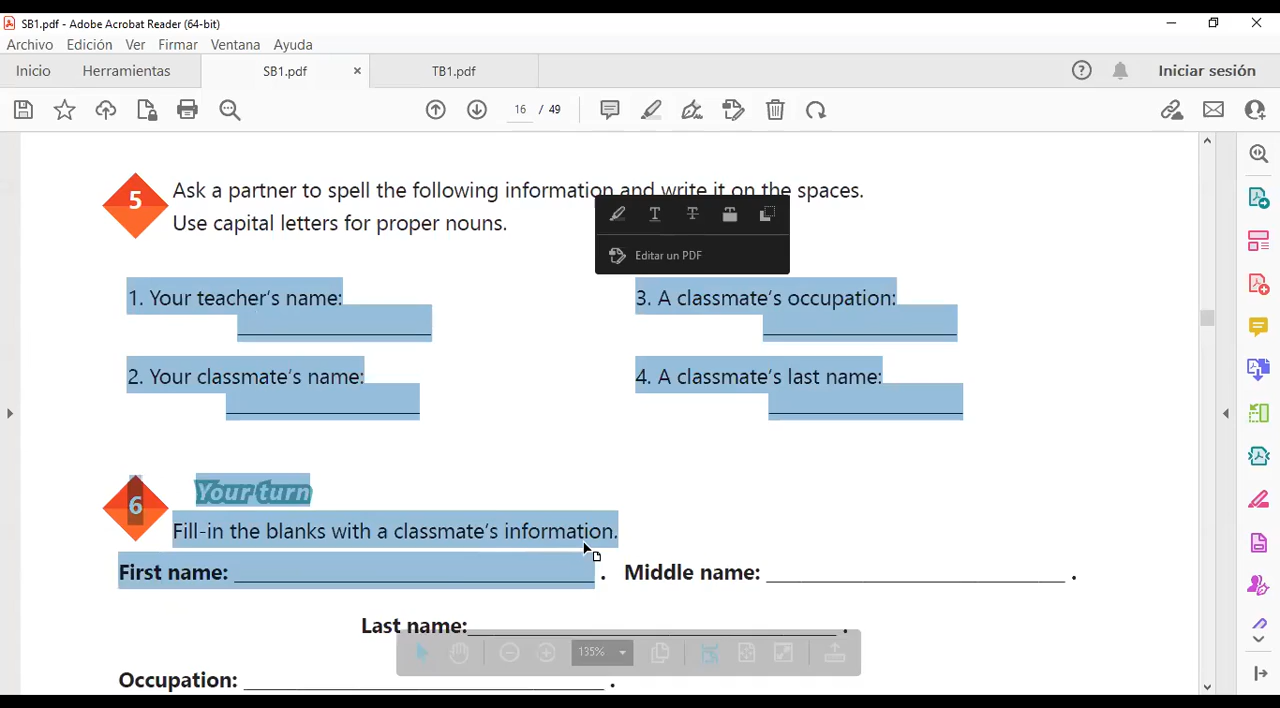 SB1.pdf - Adobe Acrobat Reader (64-bit)
Archivo Edición Ver Firmar Ventana Ayuda
Inicio Herramientas SB1.pdf × TB1.pdf Iniciar sesión
16 / 49
5 Ask a partner to spell the following information and write it on the spaces.
Use capital letters for proper nouns.
Editar un PDF
1. Your teacher's name: 3. A classmate's occupation:
2. Your classmate's name: 4. A classmate's last name:
6 Your turn
Fill-in the blanks with a classmate's information.
First name: ______________________________ . Middle name: _________________________ .
Last name:_______________________________ .
135%
Occupation: ______________________________ .